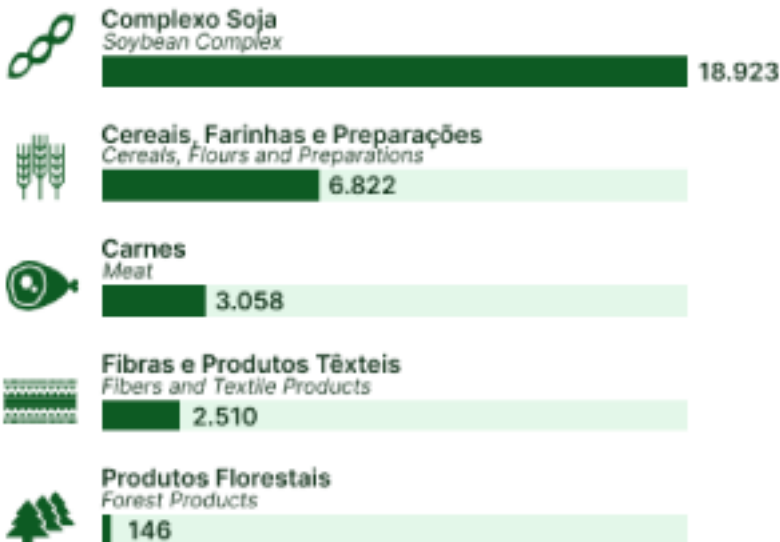 Complexo Soja
Soybean Complex
18.923
Cereais, Farinhas e Preparações
Cereals, Flours and Preparations
6.822
Carnes
Meat
3.058
Fibras e Produtos Têxteis
Fibers and Textile Products
2.510
Produtos Florestais
Forest Products
146